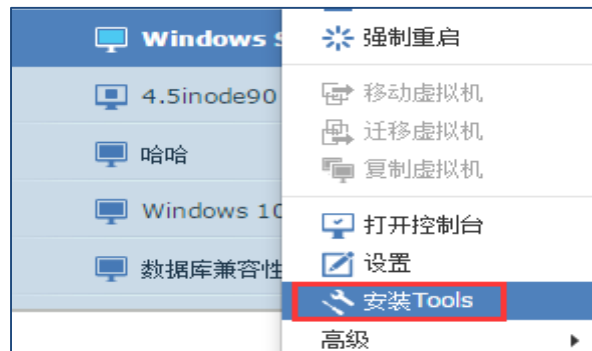 Windows S
4.5inode90
哈哈
Windows 10
数据库兼容性
强制重启
移动虚拟机
迁移虚拟机
复制虚拟机
打开控制台
设置
安装Tools
高级